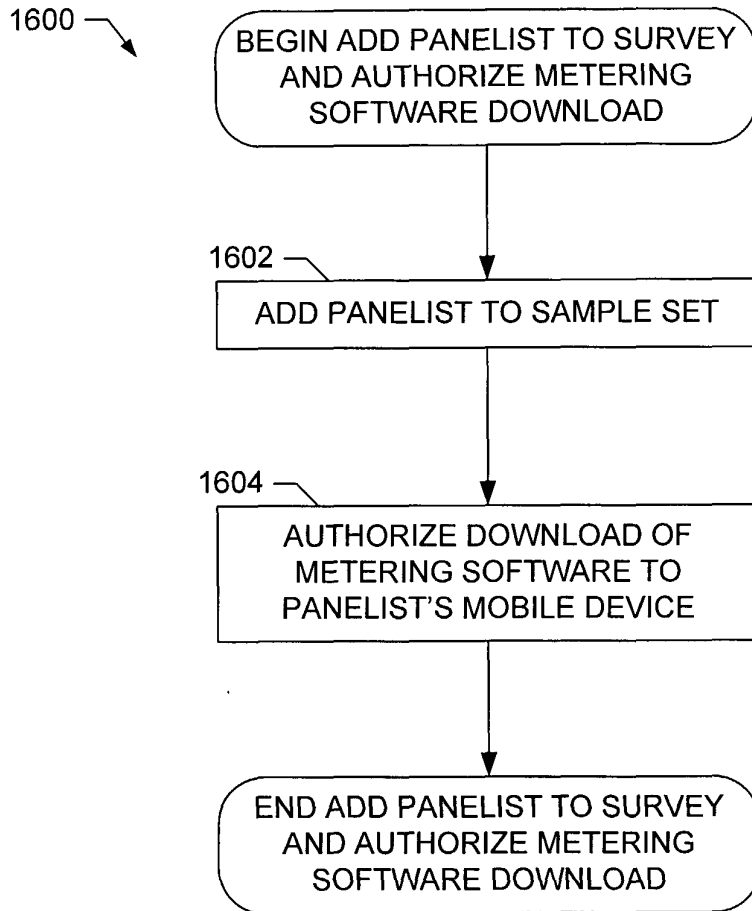 1600
BEGIN ADD PANELIST TO SURVEY
AND AUTHORIZE METERING
SOFTWARE DOWNLOAD
1602
ADD PANELIST TO SAMPLE SET
1604
AUTHORIZE DOWNLOAD OF
METERING SOFTWARE TO
PANELIST'S MOBILE DEVICE
END ADD PANELIST TO SURVEY
AND AUTHORIZE METERING
SOFTWARE DOWNLOAD